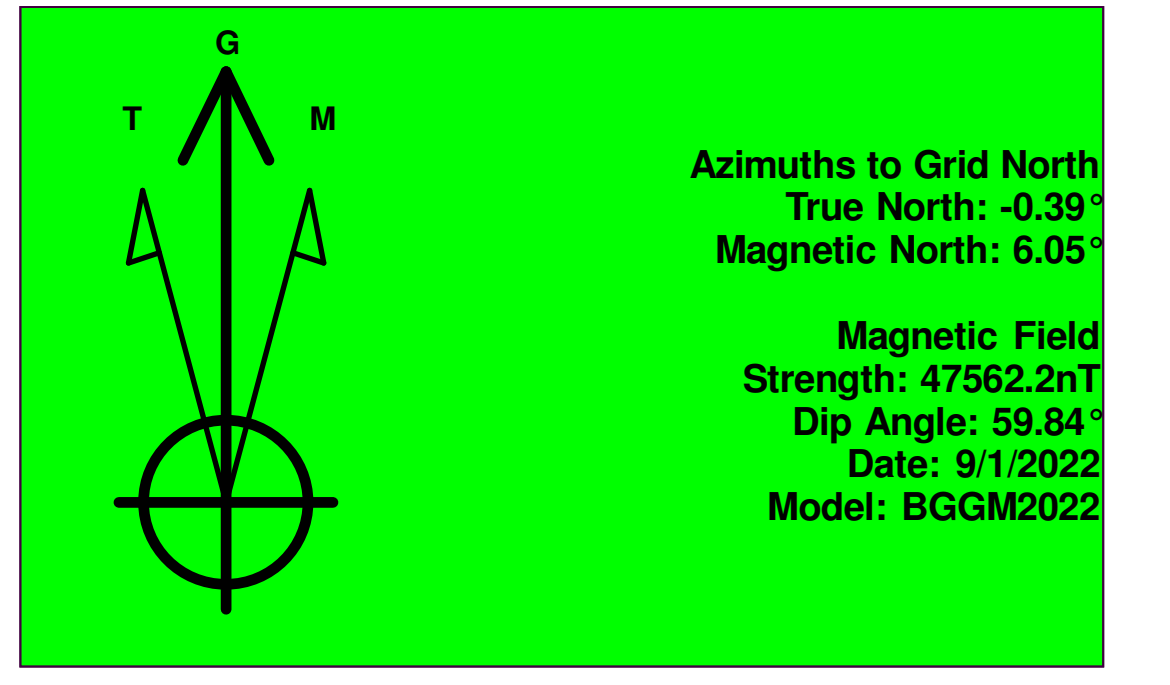 G
T M
Azimuths to Grid North
True North: -0.39°
Magnetic North: 6.05°
Magnetic Field
Strength: 47562.2nT
Dip Angle: 59.84°
Date: 9/1/2022
Model: BGGM2022